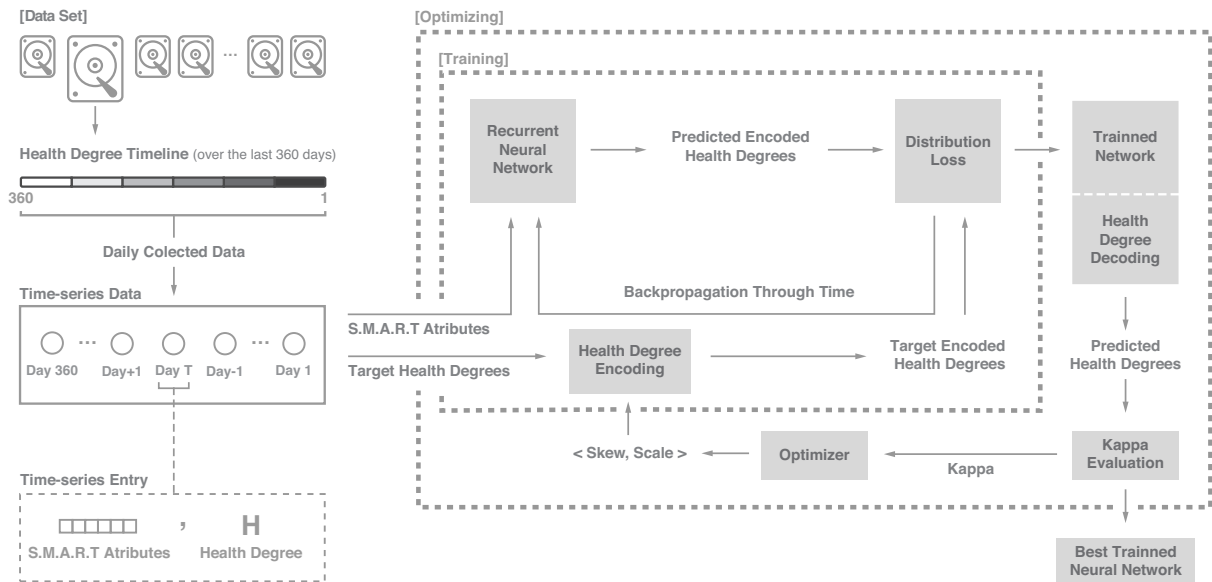 [Data Set]
...
Health Degree Timeline (over the last 360 days)
360
1
Daily Colected Data
Time-series Data
... ...
Day 360 Day+1 Day T Day-1 Day 1
Time-series Entry
, H
S.M.A.R.T Atributes Health Degree
[Optimizing]
[Training]
Recurrent
Neural
Network
Predicted Encoded
Health Degrees
Distribution
Loss
Trainned
Network
Health
Degree
Decoding
Backpropagation Through Time
S.M.A.R.T Atributes
Target Health Degrees
Health Degree
Encoding
Target Encoded
Health Degrees
Predicted
Health Degrees
< Skew, Scale >
Optimizer
Kappa
Kappa
Evaluation
Best Trainned
Neural Network